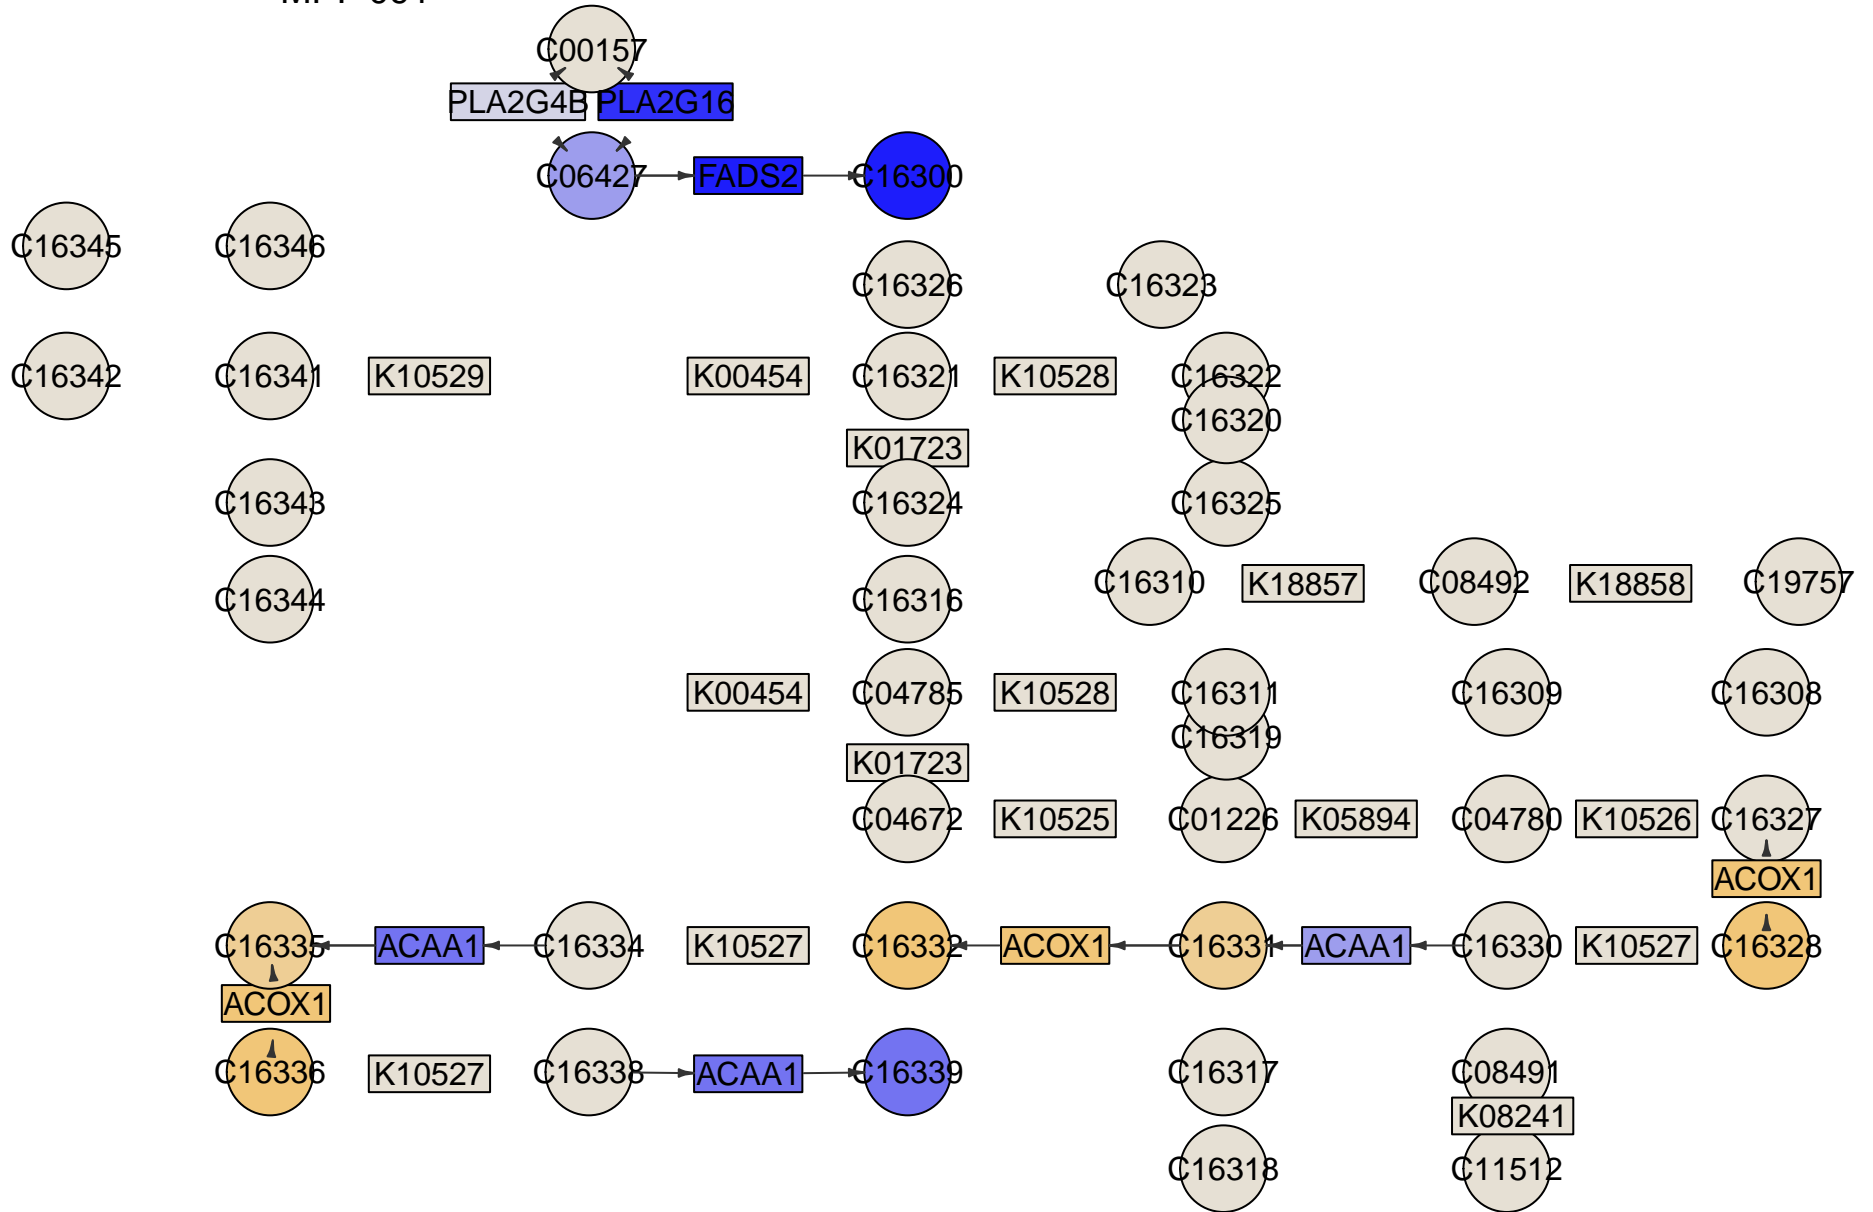 C00157
PLA2G4B PLA2G16
C06427 FADS2 C16300
C16345 C16346
C16326 C16323
C16342 C16341 K10529 K00454 C16321 K10528 C16322
C16320
K01723
C16343 C16324 C16325
C16310 K18857 C08492 K18858 C19757
C16344 C16316
K00454 C04785 K10528 C16311 C16309 C16308
C16319
K01723
C04672 K10525 C01226 K05894 C04780 K10526 C16327
ACOX1
C16335 ACAA1 C16334 K10527 C16332 ACOX1 C16331 ACAA1 C16330 K10527 C16328
ACOX1
C16336 K10527 C16338 ACAA1 C16339 C16317 C08491
K08241
C16318 C11512